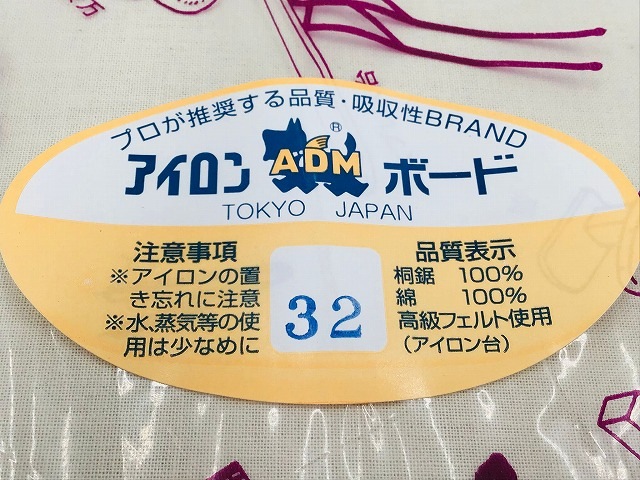 プロが推奨する品質・吸収性BRAND
アイロン ADM® ボード
TOKYO JAPAN
注意事項
※アイロンの置
き忘れに注意
※水、蒸気等の使
用は少なめに
32
品質表示
桐鋸 100%
綿 100%
高級フェルト使用
(アイロン台)
万
台